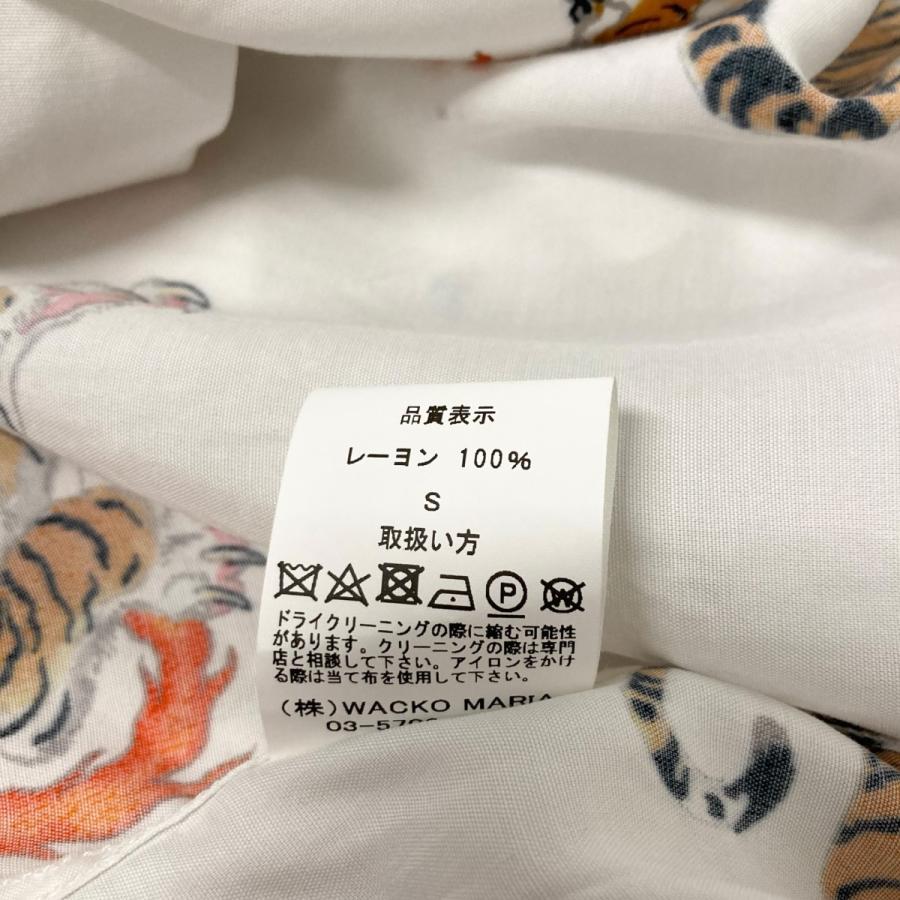 品質表示
レーヨン 100%
S
取扱い方
P
W
ドライクリーニングの際に縮む可能性
があります。クリーニングの際は専門
店と相談して下さい。アイロンをかけ
る際は当て布を使用して下さい。
(株)WACKO MARIA